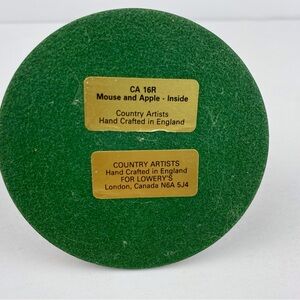 CA 16R
Mouse and Apple - Inside
Country Artists
Hand Crafted in England
COUNTRY ARTISTS
Hand Crafted in England
FOR LOWERY'S
London, Canada N6A 5J4